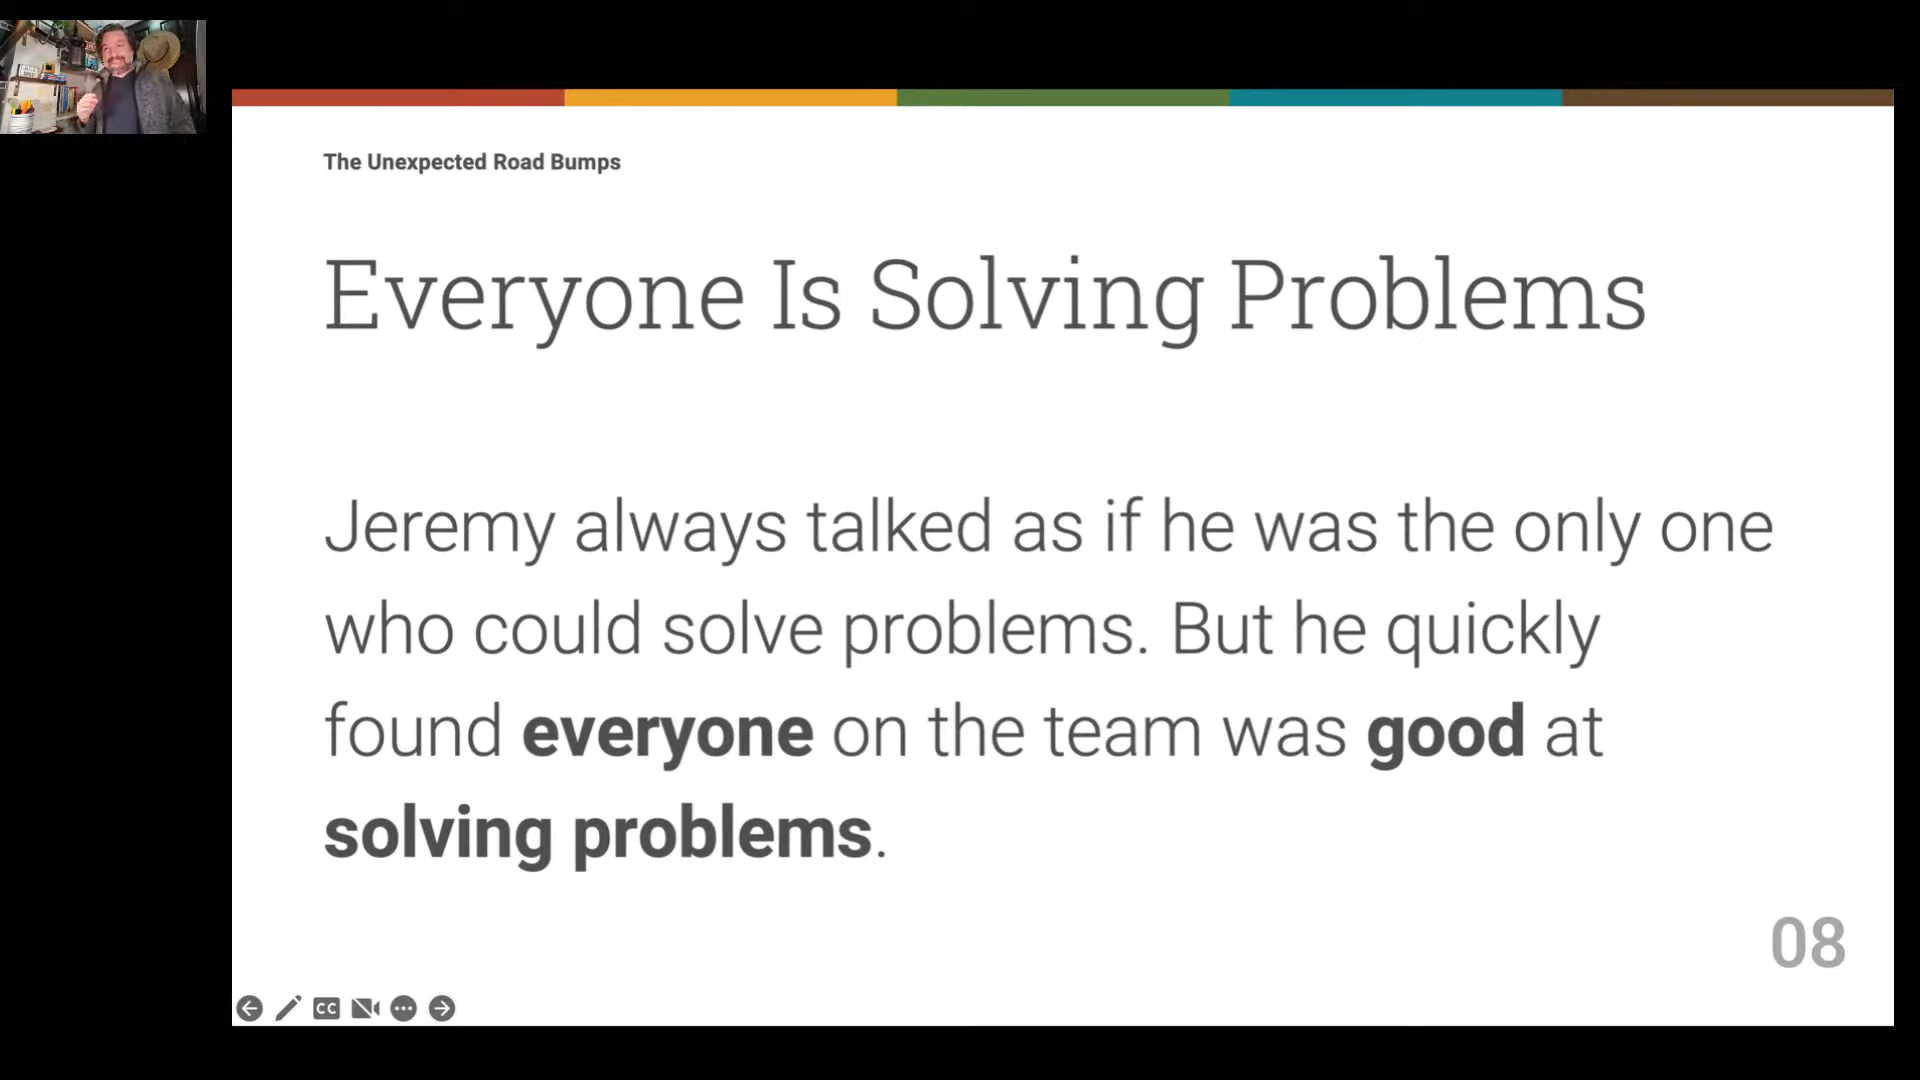 The Unexpected Road Bumps
Everyone Is Solving Problems
Jeremy always talked as if he was the only one
who could solve problems. But he quickly
found everyone on the team was good at
solving problems.
08
CC